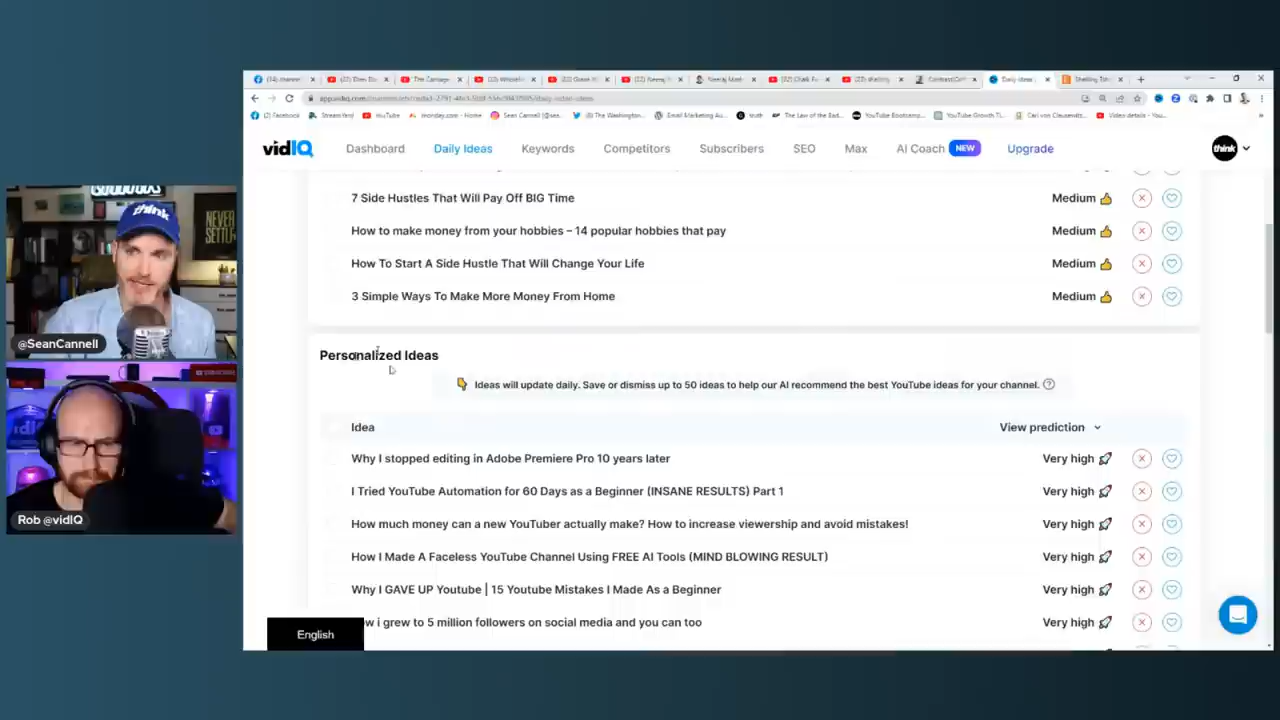 vidIQ Dashboard Daily Ideas Keywords Competitors Subscribers SEO Max AI Coach NEW Upgrade think
7 Side Hustles That Will Pay Off BIG Time Medium
How to make money from your hobbies – 14 popular hobbies that pay Medium
How To Start A Side Hustle That Will Change Your Life Medium
3 Simple Ways To Make More Money From Home Medium
Personalized Ideas
Ideas will update daily. Save or dismiss up to 50 ideas to help our AI recommend the best YouTube ideas for your channel.
Idea View prediction
Why I stopped editing in Adobe Premiere Pro 10 years later Very high
I Tried YouTube Automation for 60 Days as a Beginner (INSANE RESULTS) Part 1 Very high
How much money can a new YouTuber actually make? How to increase viewership and avoid mistakes! Very high
How I Made A Faceless YouTube Channel Using FREE AI Tools (MIND BLOWING RESULT) Very high
Why I GAVE UP Youtube | 15 Youtube Mistakes I Made As a Beginner Very high
i grew to 5 million followers on social media and you can too Very high
English
think
NEVER
SETTLE
@SeanCannell
Rob @vidIQ